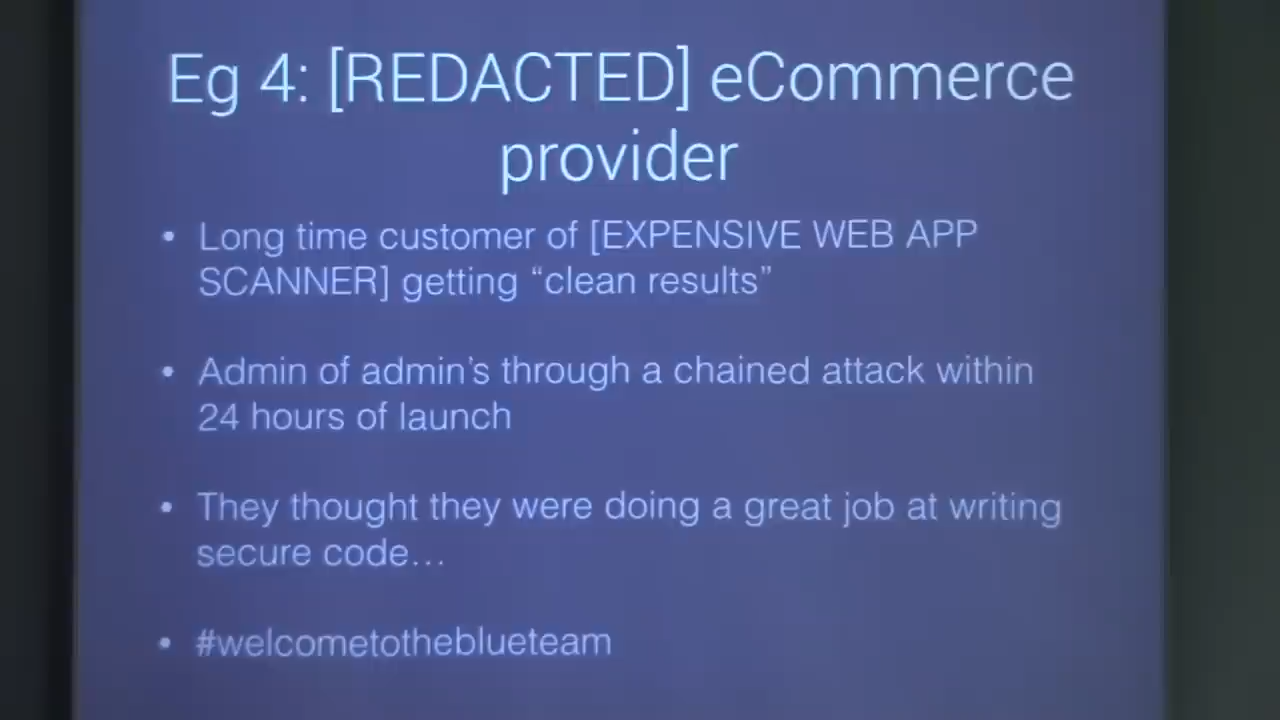 Eg 4: [REDACTED] eCommerce
provider
• Long time customer of [EXPENSIVE WEB APP
SCANNER] getting “clean results”
• Admin of admin’s through a chained attack within
24 hours of launch
• They thought they were doing a great job at writing
secure code…
• #welcometotheblueteam